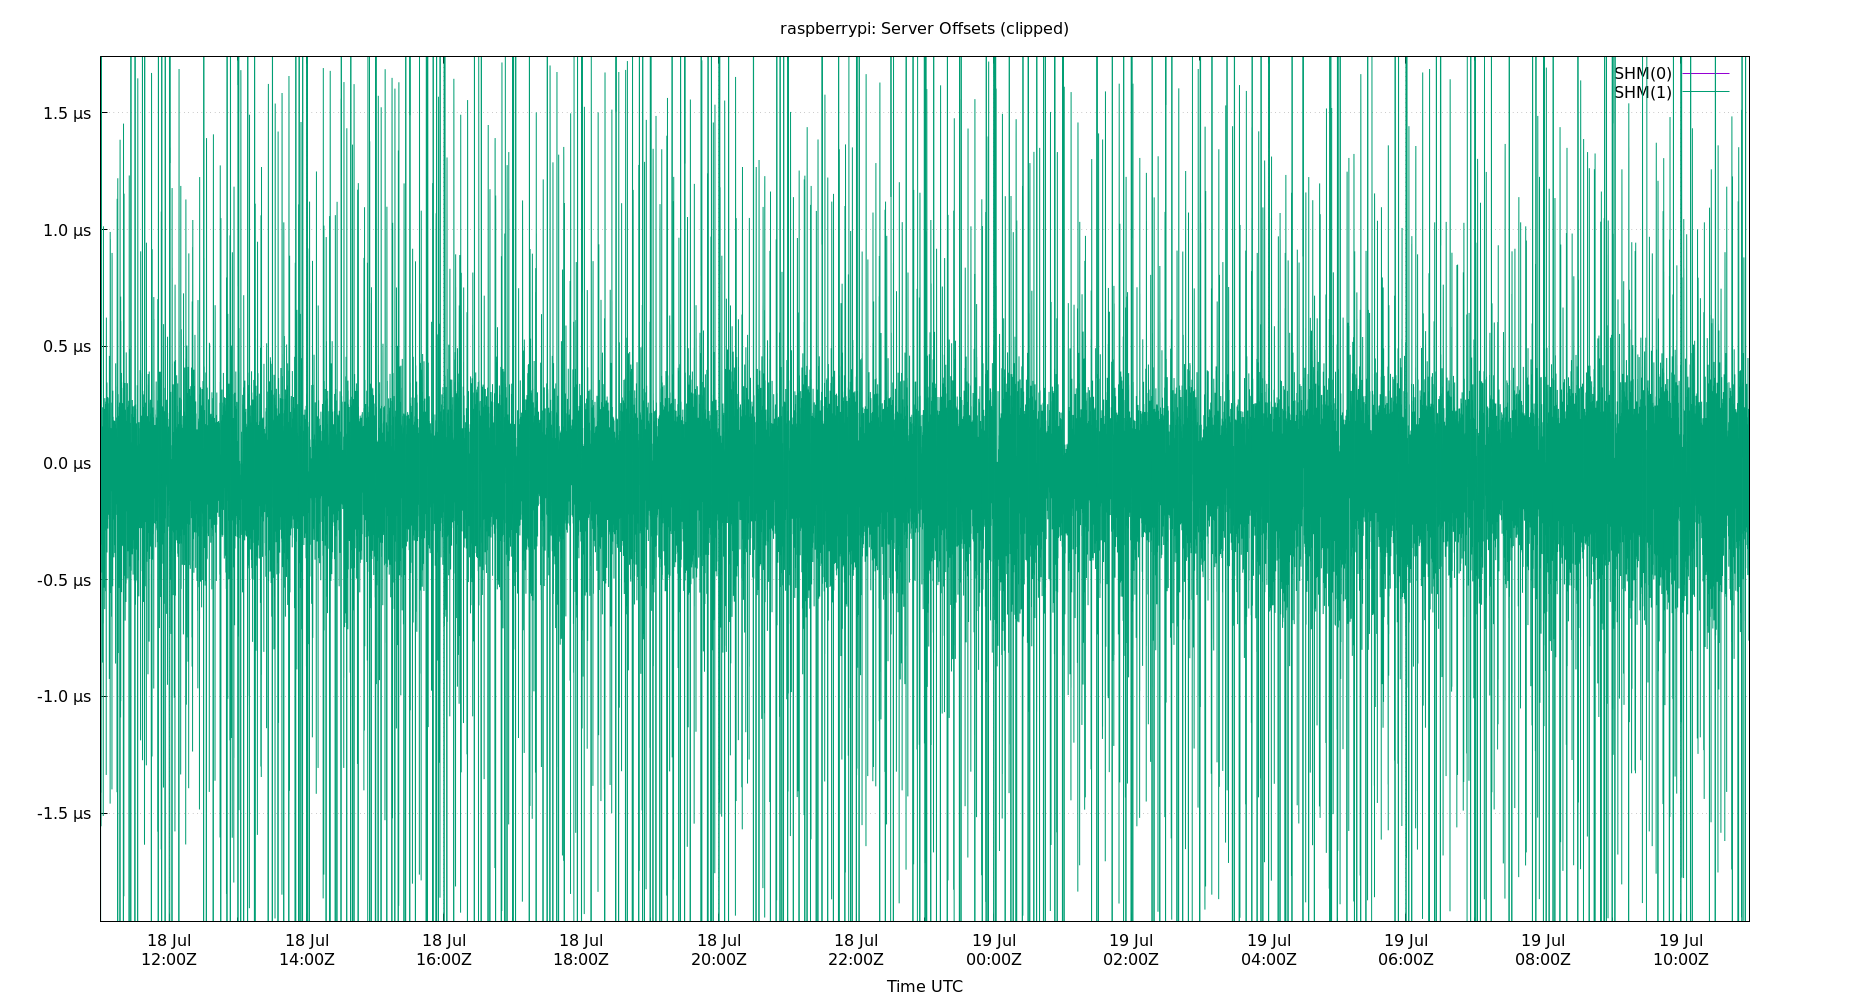 raspberrypi: Server Offsets (clipped)
SHM(0)
SHM(1)
1.5 µs
1.0 µs
0.5 µs
0.0 µs
-0.5 µs
-1.0 µs
-1.5 µs
18 Jul 18 Jul 18 Jul 18 Jul 18 Jul 18 Jul 19 Jul 19 Jul 19 Jul 19 Jul 19 Jul 19 Jul
12:00Z 14:00Z 16:00Z 18:00Z 20:00Z 22:00Z 00:00Z 02:00Z 04:00Z 06:00Z 08:00Z 10:00Z
Time UTC